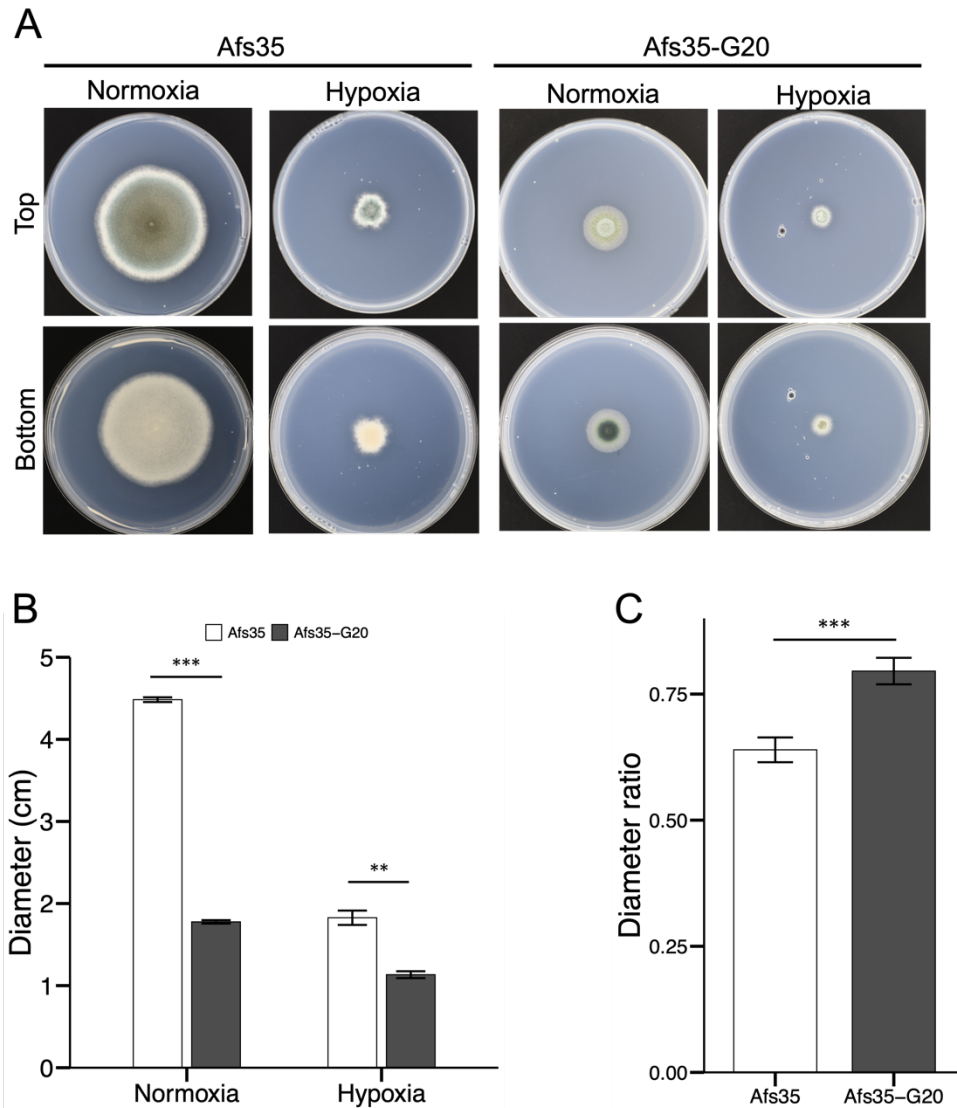 A
Afs35
Afs35-G20
Normoxia
Hypoxia
Normoxia
Hypoxia
Top
Bottom
B
Afs35
Afs35−G20
5
4
3
2
1
0
Diameter (cm)
***
**
Normoxia
Hypoxia
C
***
0.75
0.50
0.25
0.00
Diameter ratio
Afs35
Afs35−G20